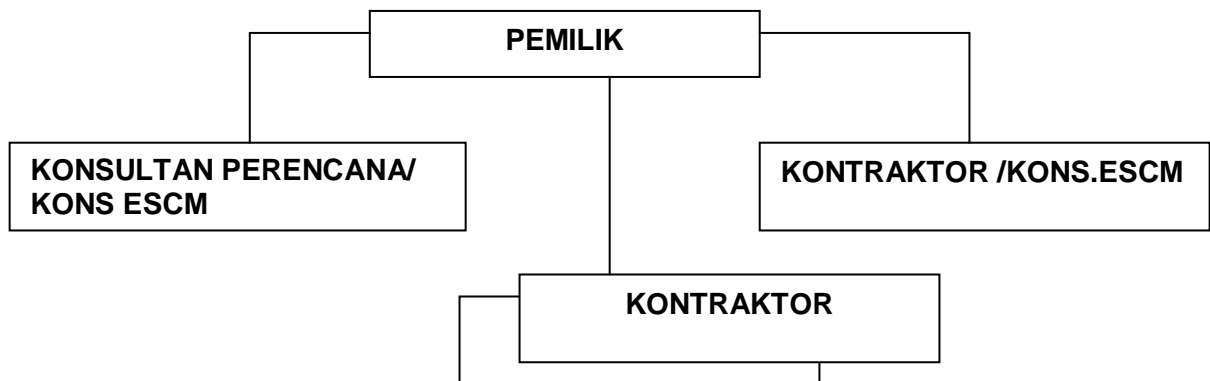 PEMILIK
KONSULTAN PERENCANA/
KONS ESCM
KONTRAKTOR /KONS.ESCM
KONTRAKTOR